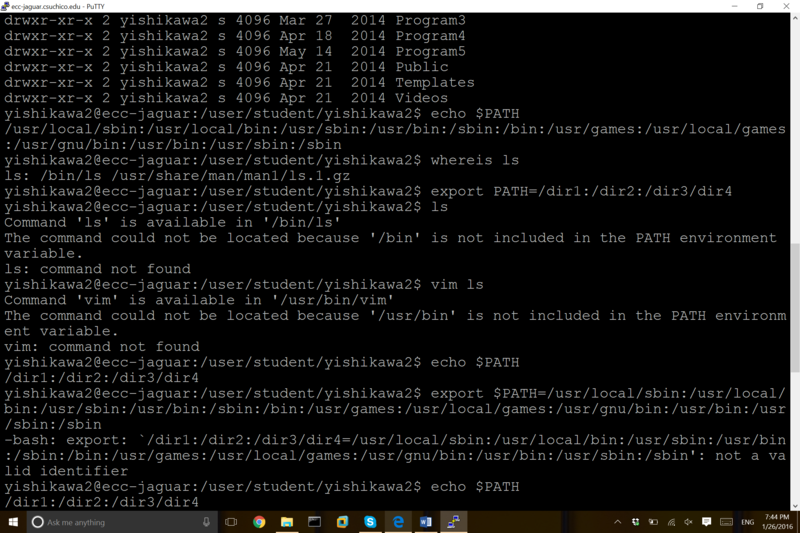 ecc-jaguar.csuchico.edu - PuTTY
drwxr-xr-x 2 yishikawa2 s 4096 Mar 27  2014 Program3
drwxr-xr-x 2 yishikawa2 s 4096 Apr 18  2014 Program4
drwxr-xr-x 2 yishikawa2 s 4096 May 14  2014 Program5
drwxr-xr-x 2 yishikawa2 s 4096 Apr 21  2014 Public
drwxr-xr-x 2 yishikawa2 s 4096 Apr 21  2014 Templates
drwxr-xr-x 2 yishikawa2 s 4096 Apr 21  2014 Videos
yishikawa2@ecc-jaguar:/user/student/yishikawa2$ echo $PATH
/usr/local/sbin:/usr/local/bin:/usr/sbin:/usr/bin:/sbin:/bin:/usr/games:/usr/local/games
:/usr/gnu/bin:/usr/bin:/usr/sbin:/sbin
yishikawa2@ecc-jaguar:/user/student/yishikawa2$ whereis ls
ls: /bin/ls /usr/share/man/man1/ls.1.gz
yishikawa2@ecc-jaguar:/user/student/yishikawa2$ export PATH=/dir1:/dir2:/dir3/dir4
yishikawa2@ecc-jaguar:/user/student/yishikawa2$ ls
Command 'ls' is available in '/bin/ls'
The command could not be located because '/bin' is not included in the PATH environment
variable.
ls: command not found
yishikawa2@ecc-jaguar:/user/student/yishikawa2$ vim ls
Command 'vim' is available in '/usr/bin/vim'
The command could not be located because '/usr/bin' is not included in the PATH environm
ent variable.
vim: command not found
yishikawa2@ecc-jaguar:/user/student/yishikawa2$ echo $PATH
/dir1:/dir2:/dir3/dir4
yishikawa2@ecc-jaguar:/user/student/yishikawa2$ export $PATH=/usr/local/sbin:/usr/local/
bin:/usr/sbin:/usr/bin:/sbin:/bin:/usr/games:/usr/local/games:/usr/gnu/bin:/usr/bin:/usr
/sbin:/sbin
-bash: export: `/dir1:/dir2:/dir3/dir4=/usr/local/sbin:/usr/local/bin:/usr/sbin:/usr/bin
:/sbin:/bin:/usr/games:/usr/local/games:/usr/gnu/bin:/usr/bin:/usr/sbin:/sbin': not a va
lid identifier
yishikawa2@ecc-jaguar:/user/student/yishikawa2$ echo $PATH
/dir1:/dir2:/dir3/dir4
Ask me anything
ENG
7:44 PM
1/26/2016